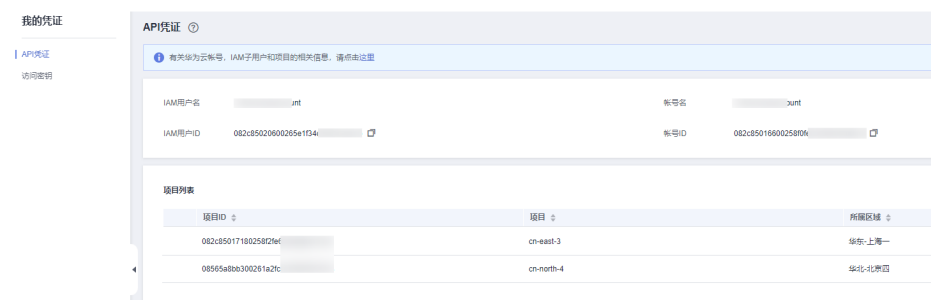 我的凭证
API凭证
访问密钥
API凭证
有关华为云帐号、IAM子用户和项目的相关信息，请点击这里
IAM用户名 unt 帐号名 ount
IAM用户ID 082c85020600265e1f34 帐号ID 082c85016600258f0f
项目列表
项目ID 项目 所属区域
082c85017180258f2fe cn-east-3 华东-上海一
08565a8bb300261a2fc cn-north-4 华北-北京四